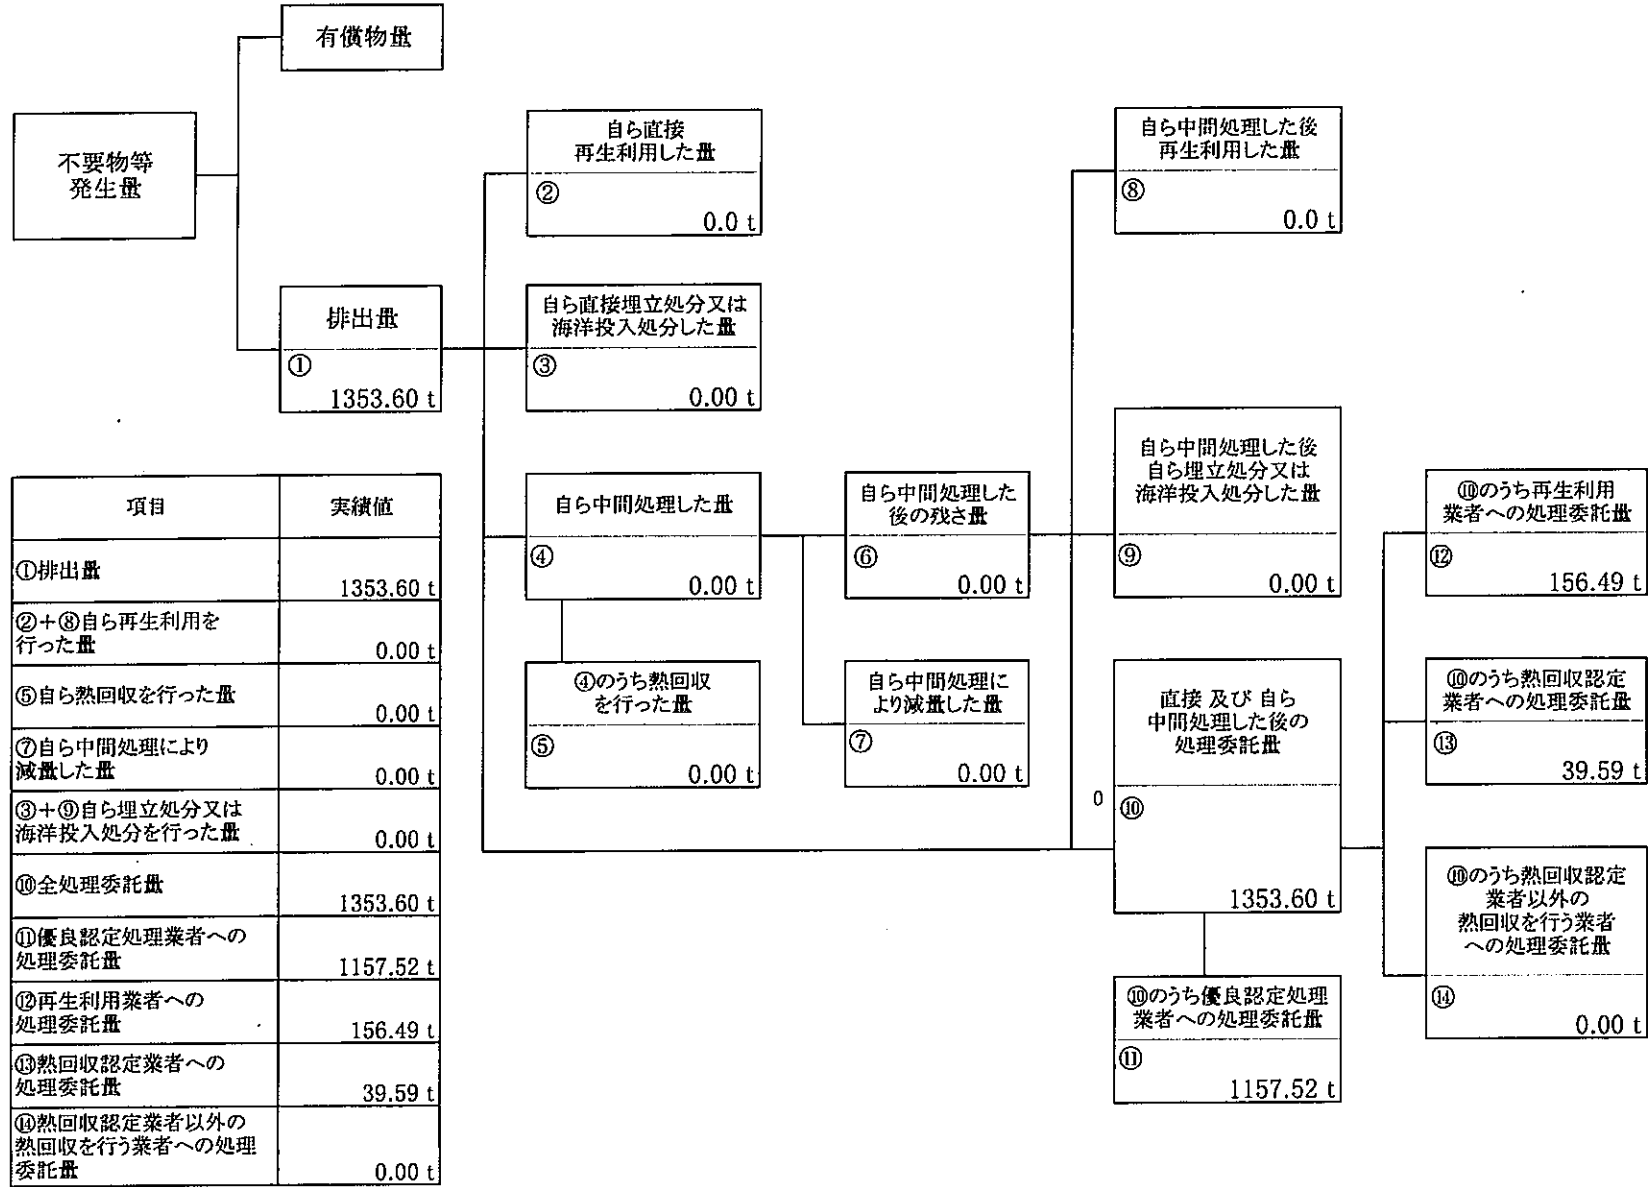 有償物量
不要物等
発生量
排出量
①
1353.60 t
自ら直接
再生利用した量
②
0.0 t
自ら直接埋立処分又は
海洋投入処分した量
③
0.00 t
自ら中間処理した量
④
0.00 t
④のうち熱回収
を行った量
⑤
0.00 t
自ら中間処理した
後の残さ量
⑥
0.00 t
自ら中間処理に
より減量した量
⑦
0.00 t
自ら中間処理した後
再生利用した量
⑧
0.0 t
自ら中間処理した後
自ら埋立処分又は
海洋投入処分した量
⑨
0.00 t
直接 及び 自ら
中間処理した後の
処理委託量
0
⑩
1353.60 t
⑩のうち優良認定処理
業者への処理委託量
⑪
1157.52 t
⑩のうち再生利用
業者への処理委託量
⑫
156.49 t
⑩のうち熱回収認定
業者への処理委託量
⑬
39.59 t
⑩のうち熱回収認定
業者以外の
熱回収を行う業者
への処理委託量
⑭
0.00 t
項目 実績値
①排出量
1353.60 t
②+⑧自ら再生利用を
行った量
0.00 t
⑤自ら熱回収を行った量
0.00 t
⑦自ら中間処理により
減量した量
0.00 t
③+⑨自ら埋立処分又は
海洋投入処分を行った量
0.00 t
⑩全処理委託量
1353.60 t
⑪優良認定処理業者への
処理委託量
1157.52 t
⑫再生利用業者への
処理委託量
156.49 t
⑬熱回収認定業者への
処理委託量
39.59 t
⑭熱回収認定業者以外の
熱回収を行う業者への処理
委託量
0.00 t